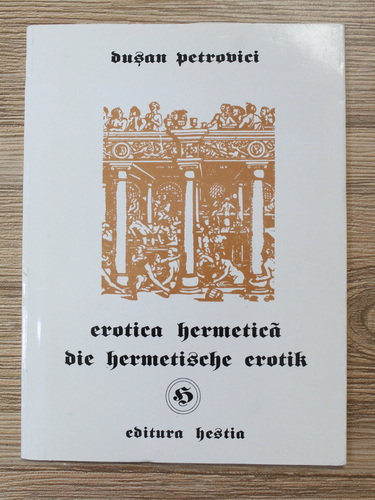 dușan petrovici
erotica hermetică
die hermetische erotik
H
editura hestia